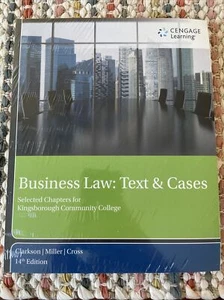 CENGAGE
Learning
Business Law: Text & Cases
Selected Chapters for
Kingsborough Community College
Clarkson | Miller | Cross
14th Edition